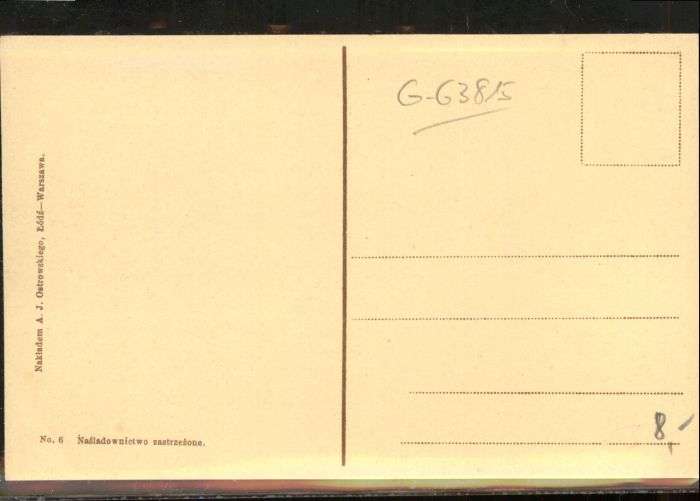 Nakładem A. J. Ostrowskiego, Łódź—Warszawa.
No. 6 Naśladownictwo zastrzeżone.
G-G3815
8,-